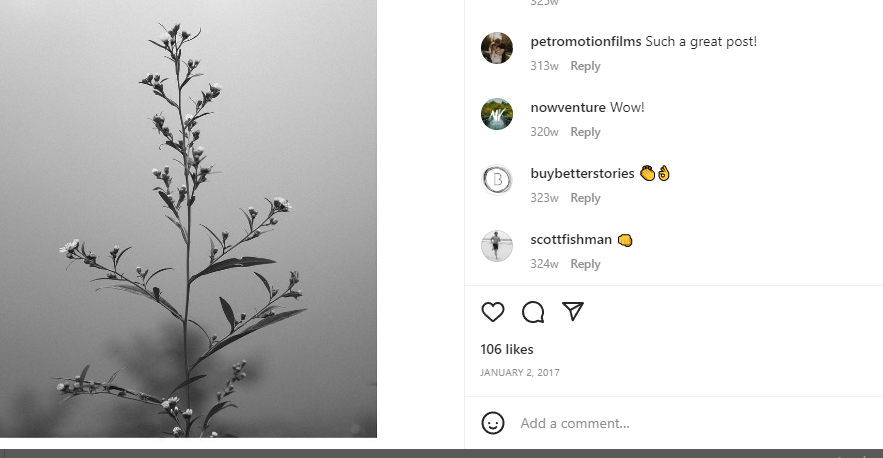 325w
petromotionfilms Such a great post!
313w Reply
nowventure Wow!
320w Reply
B
buybetterstories 👏👌
323w Reply
scottfishman 👊
324w Reply
106 likes
JANUARY 2, 2017
Add a comment...